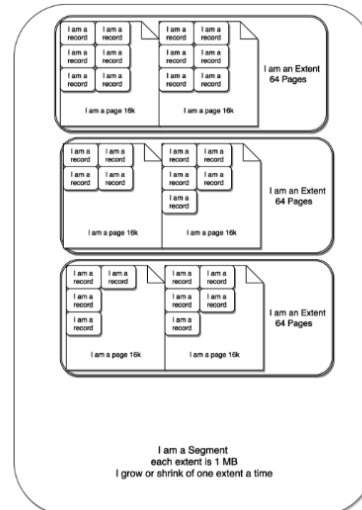 I am a
record
I am a
record
I am a
record
I am a
record
I am a
record
I am a
record
I am a page 16k
I am a
record
I am a
record
I am a
record
I am a
record
I am a
record
I am a
record
I am a page 16k
I am an Extent
64 Pages
I am a
record
I am a
record
I am a
record
I am a
record
I am a page 16k
I am a
record
I am a
record
I am a
record
I am a
record
I am a
record
I am a page 16k
I am an Extent
64 Pages
I am a
record
I am a
record
I am a
record
I am a
record
I am a page 16k
I am a
record
I am a
record
I am a
record
I am a
record
I am a
record
I am a page 16k
I am an Extent
64 Pages
I am a Segment
each extent is 1 MB
I grow or shrink of one extent a time